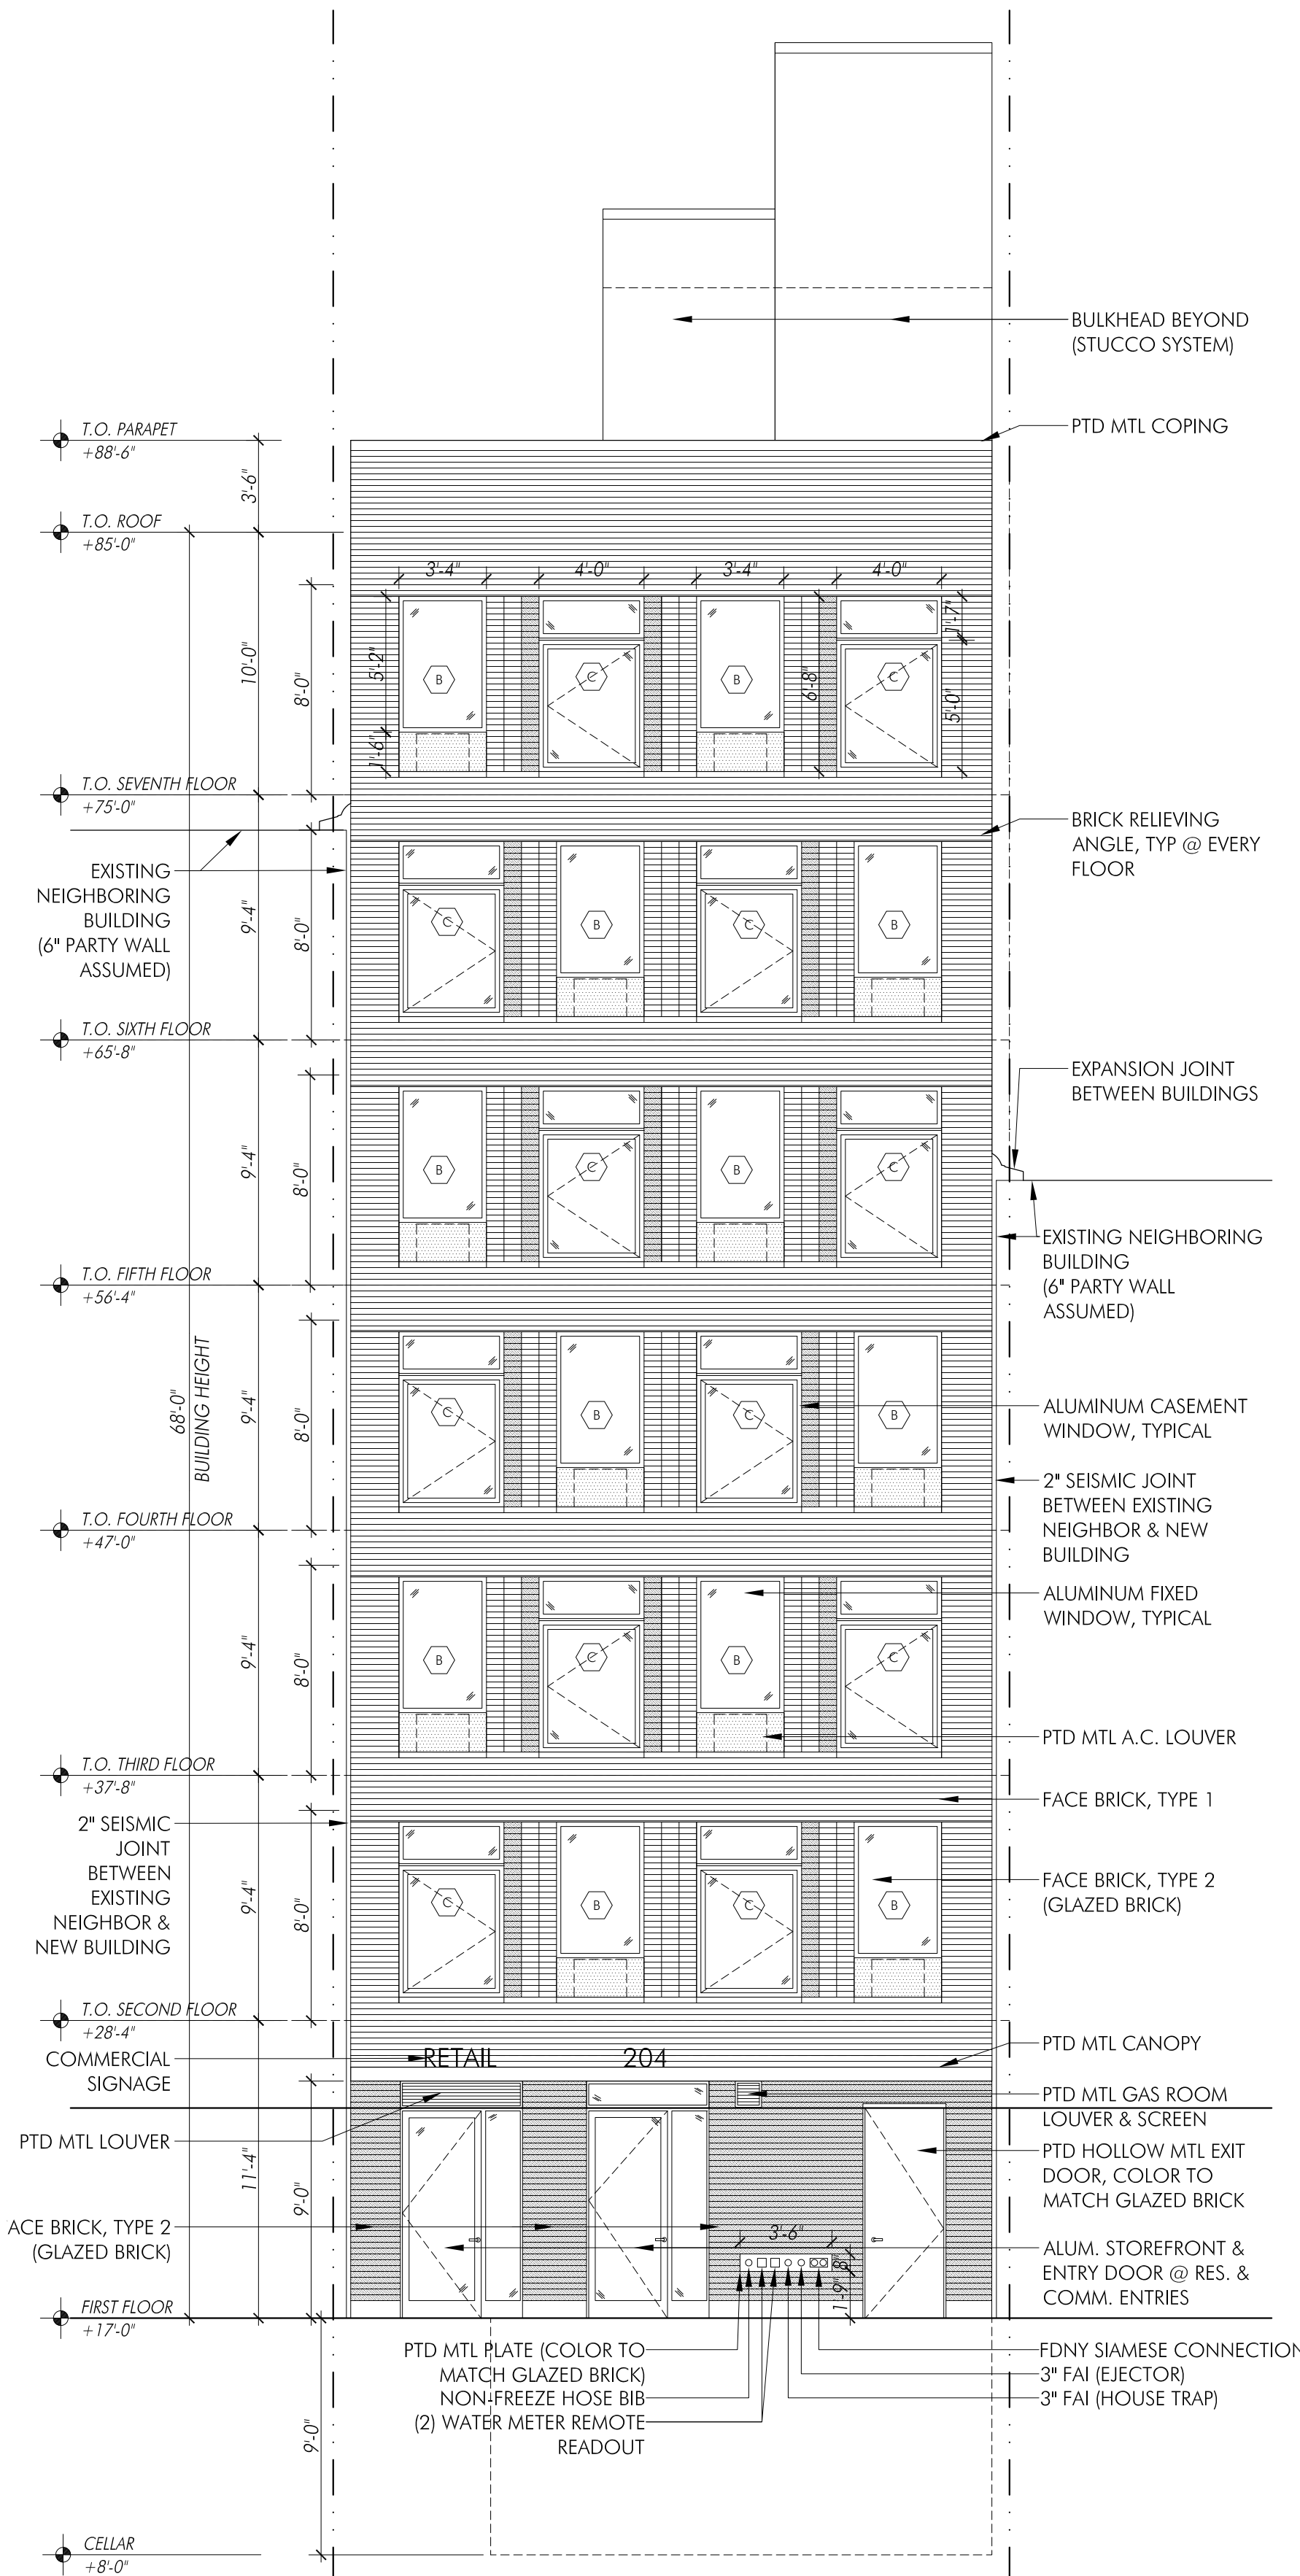 BULKHEAD BEYOND
(STUCCO SYSTEM)
T.O. PARAPET
+88'-6"
PTD MTL COPING
3'-6"
T.O. ROOF
+85'-0"
3'-4"
4'-0"
3'-4"
4'-0"
1'-7"
5'-2"
10'-0"
8'-0"
B
C
B
C
6'-8"
5'-0"
1'-6"
T.O. SEVENTH FLOOR
+75'-0"
BRICK RELIEVING
ANGLE, TYP @ EVERY
FLOOR
EXISTING
NEIGHBORING
BUILDING
(6" PARTY WALL
ASSUMED)
9'-4"
8'-0"
C
B
C
B
T.O. SIXTH FLOOR
+65'-8"
EXPANSION JOINT
BETWEEN BUILDINGS
9'-4"
8'-0"
B
C
B
C
EXISTING NEIGHBORING
BUILDING
(6" PARTY WALL
ASSUMED)
T.O. FIFTH FLOOR
+56'-4"
68'-0"
BUILDING HEIGHT
9'-4"
8'-0"
C
B
C
B
ALUMINUM CASEMENT
WINDOW, TYPICAL
2" SEISMIC JOINT
BETWEEN EXISTING
NEIGHBOR & NEW
BUILDING
T.O. FOURTH FLOOR
+47'-0"
ALUMINUM FIXED
WINDOW, TYPICAL
9'-4"
8'-0"
B
C
B
C
PTD MTL A.C. LOUVER
T.O. THIRD FLOOR
+37'-8"
FACE BRICK, TYPE 1
2" SEISMIC
JOINT
BETWEEN
EXISTING
NEIGHBOR &
NEW BUILDING
9'-4"
8'-0"
C
B
C
B
FACE BRICK, TYPE 2
(GLAZED BRICK)
T.O. SECOND FLOOR
+28'-4"
COMMERCIAL
SIGNAGE
RETAIL
204
PTD MTL CANOPY
PTD MTL GAS ROOM
LOUVER & SCREEN
PTD MTL LOUVER
11'-4"
9'-0"
PTD HOLLOW MTL EXIT
DOOR, COLOR TO
MATCH GLAZED BRICK
ACE BRICK, TYPE 2
(GLAZED BRICK)
3'-6"
8"
1'-9"
ALUM. STOREFRONT &
ENTRY DOOR @ RES. &
COMM. ENTRIES
FIRST FLOOR
+17'-0"
PTD MTL PLATE (COLOR TO
MATCH GLAZED BRICK)
NON-FREEZE HOSE BIB
(2) WATER METER REMOTE
READOUT
FDNY SIAMESE CONNECTION
3" FAI (EJECTOR)
3" FAI (HOUSE TRAP)
9'-0"
CELLAR
+8'-0"